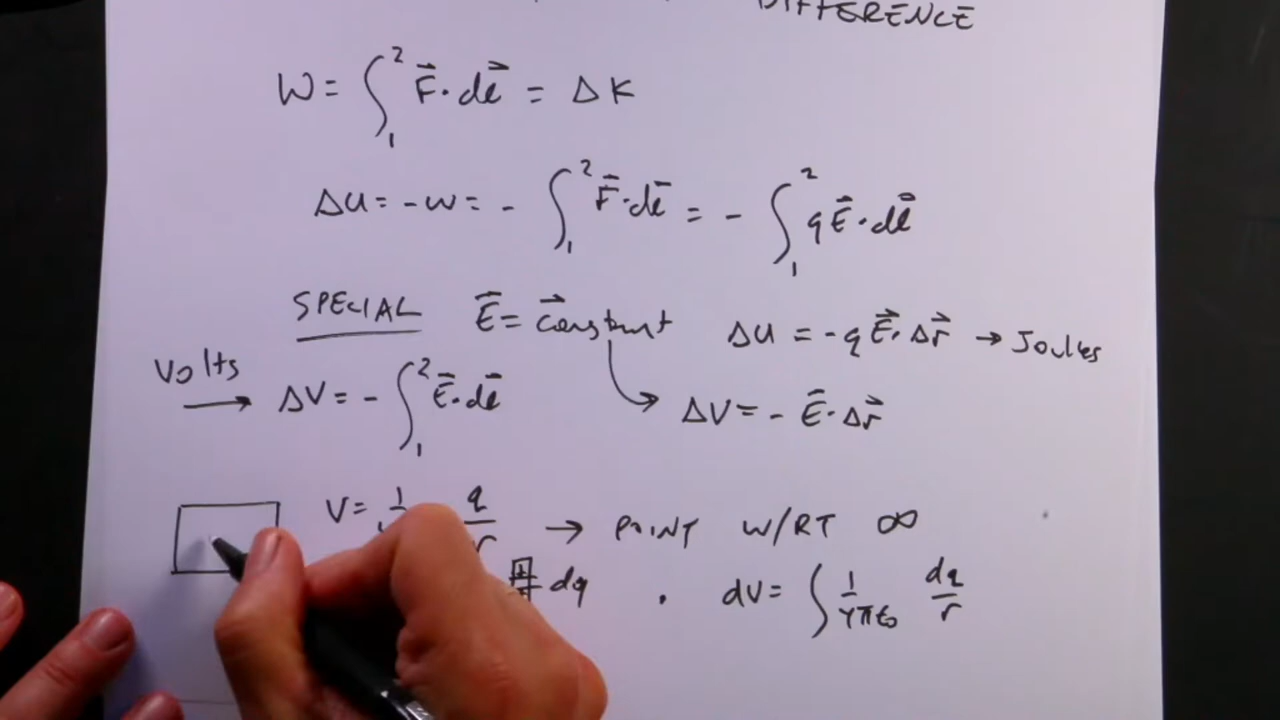 DIFFERENCE
W = ∫₁² F⃗ · dl⃗ = ΔK
ΔU = -W = - ∫₁² F⃗ · dl⃗ = - ∫₁² qE⃗ · dl⃗
SPECIAL E⃗ = constant ΔU = -q E⃗ · Δr⃗ → Joules
Volts → ΔV = - ∫₁² E⃗ · dl⃗ ΔV = - E⃗ · Δr⃗
V = 1 q/r → POINT W/RT ∞
dq . dV = ∫ 1/4πε₀ dq/r